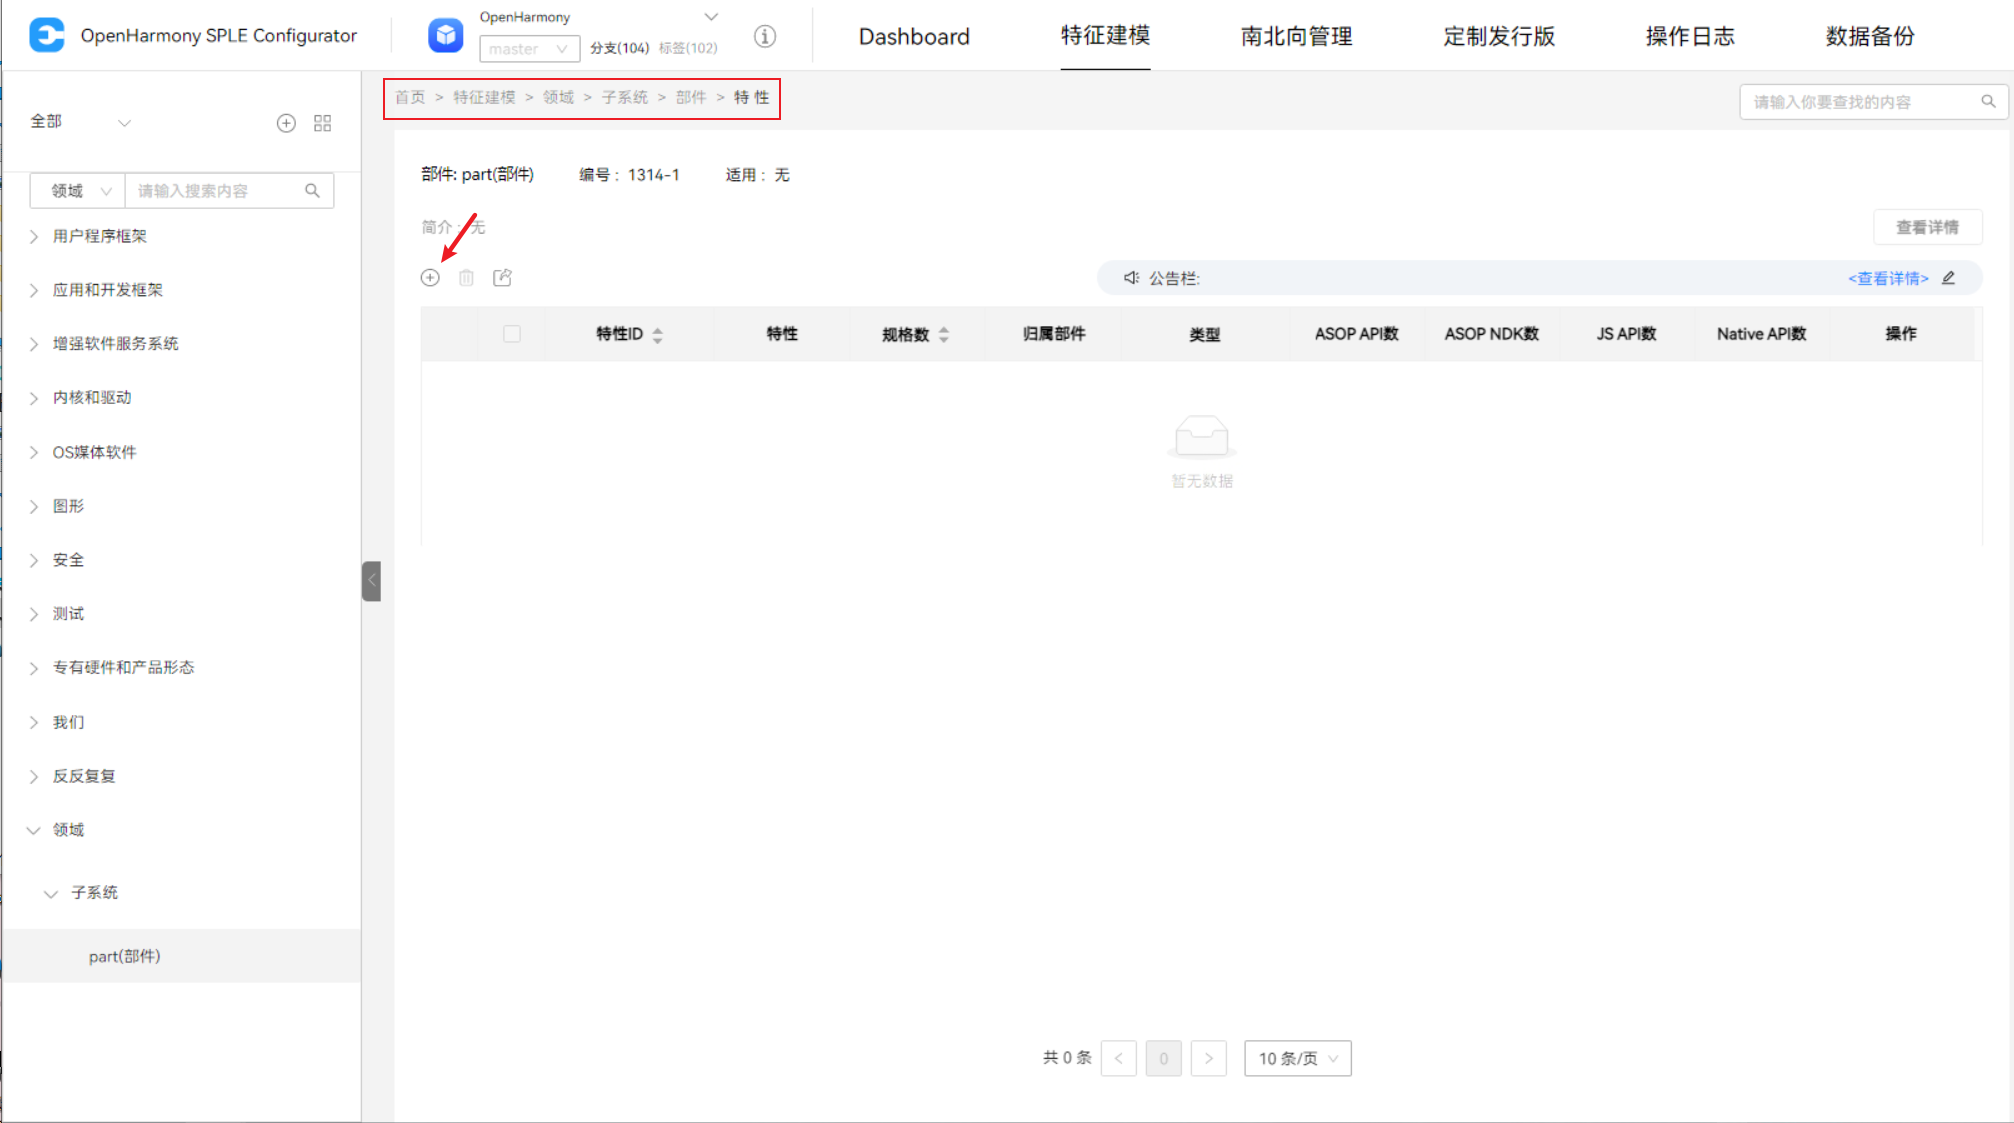 OpenHarmony SPLE Configurator
OpenHarmony
master
分支(104) 标签(102)
Dashboard
特征建模
南北向管理
定制发行版
操作日志
数据备份
全部
领域
请输入搜索内容
用户程序框架
应用和开发框架
增强软件服务系统
内核和驱动
OS媒体软件
图形
安全
测试
专有硬件和产品形态
我们
反反复复
领域
子系统
part(部件)
首页 > 特征建模 > 领域 > 子系统 > 部件 > 特 性
请输入你要查找的内容
部件: part(部件) 编号 : 1314-1 适用 : 无
简介 : 无
查看详情
公告栏:
<查看详情>
特性ID 特性 规格数 归属部件 类型 ASOP API数 ASOP NDK数 JS API数 Native API数 操作
暂无数据
共 0 条 < 0 > 10 条/页